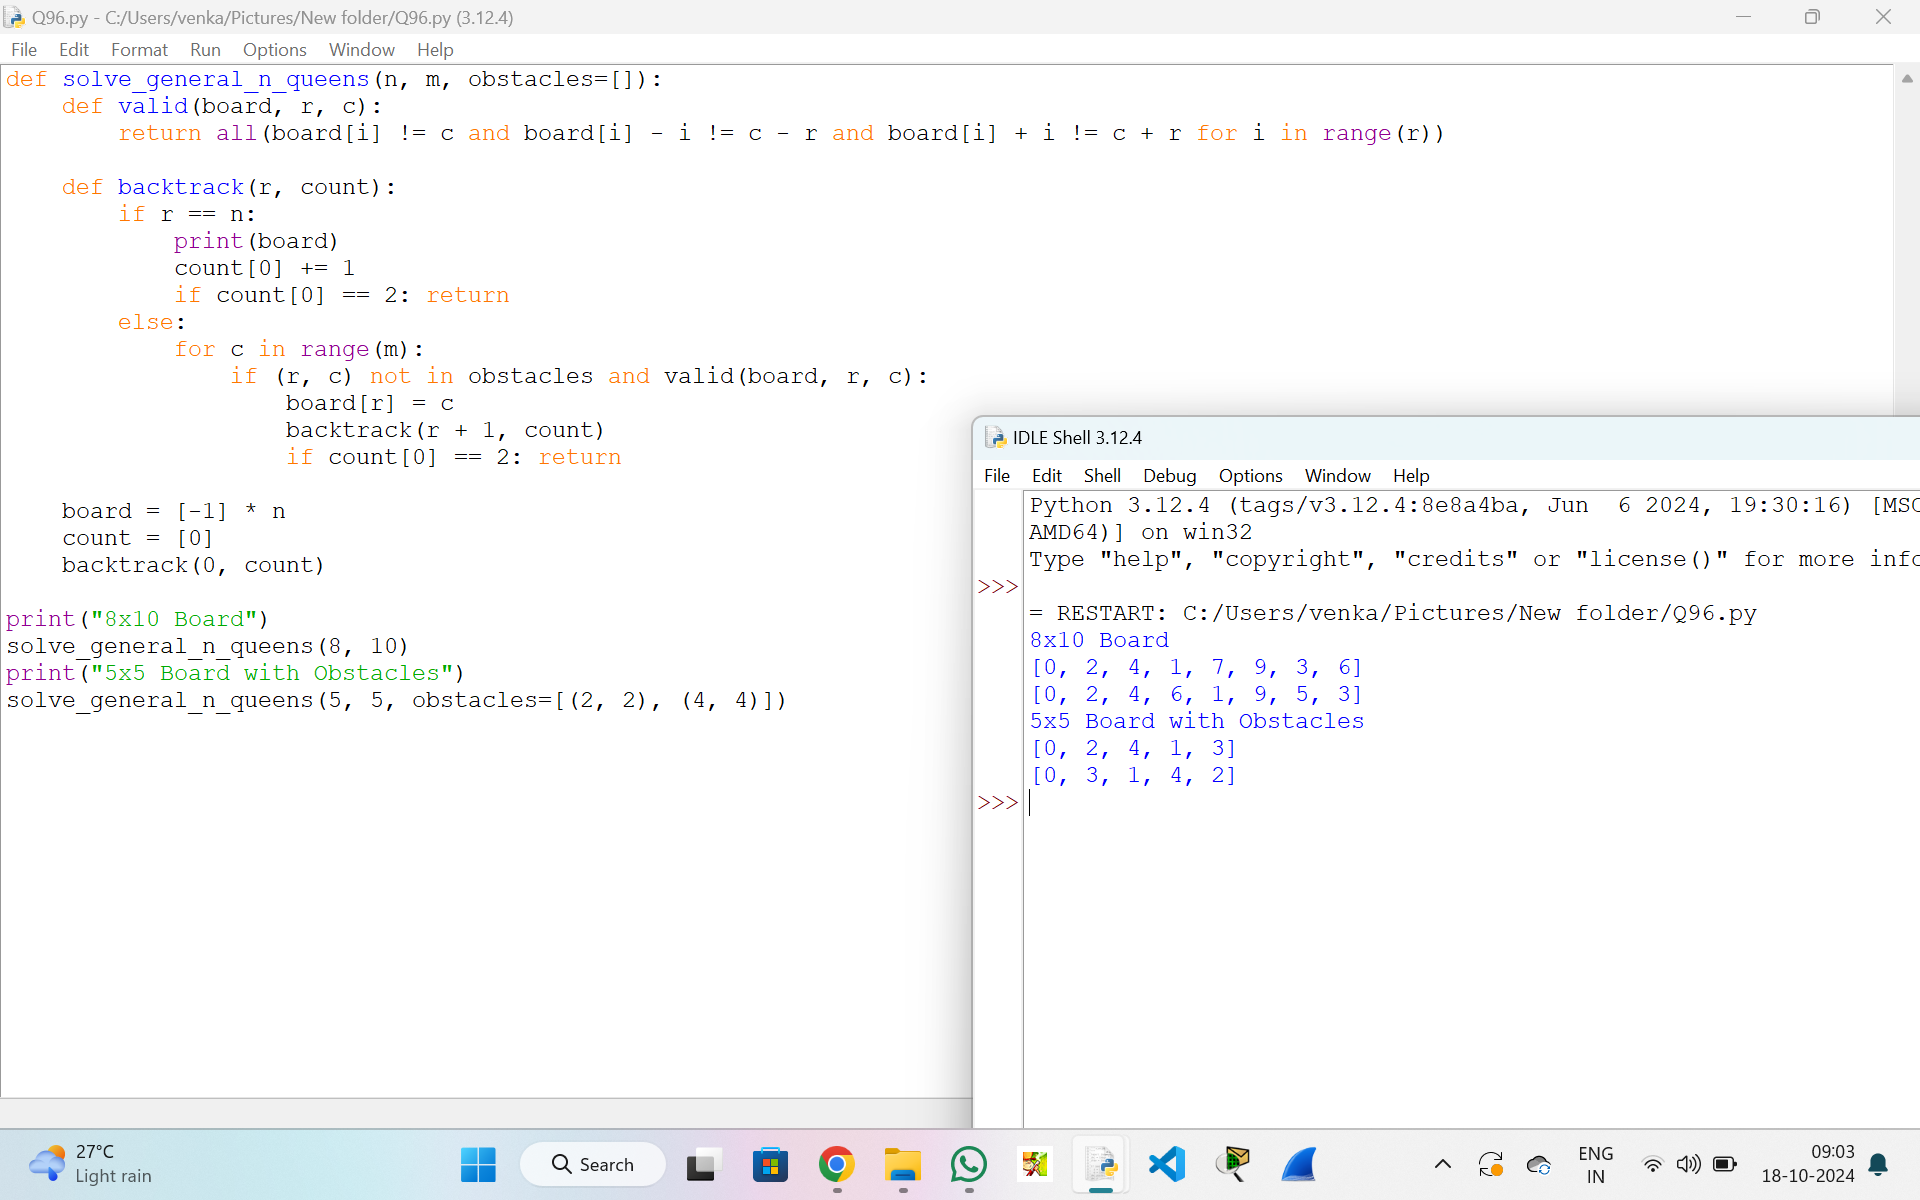 Q96.py - C:/Users/venka/Pictures/New folder/Q96.py (3.12.4)
File Edit Format Run Options Window Help
def solve_general_n_queens(n, m, obstacles=[]):
    def valid(board, r, c):
        return all(board[i] != c and board[i] - i != c - r and board[i] + i != c + r for i in range(r))
    def backtrack(r, count):
        if r == n:
            print(board)
            count[0] += 1
            if count[0] == 2: return
        else:
            for c in range(m):
                if (r, c) not in obstacles and valid(board, r, c):
                    board[r] = c
                    backtrack(r + 1, count)
                    if count[0] == 2: return
    board = [-1] * n
    count = [0]
    backtrack(0, count)
print("8x10 Board")
solve_general_n_queens(8, 10)
print("5x5 Board with Obstacles")
solve_general_n_queens(5, 5, obstacles=[(2, 2), (4, 4)])
IDLE Shell 3.12.4
File Edit Shell Debug Options Window Help
Python 3.12.4 (tags/v3.12.4:8e8a4ba, Jun  6 2024, 19:30:16) [MSC
AMD64)] on win32
Type "help", "copyright", "credits" or "license()" for more info
>>>
= RESTART: C:/Users/venka/Pictures/New folder/Q96.py
8x10 Board
[0, 2, 4, 1, 7, 9, 3, 6]
[0, 2, 4, 6, 1, 9, 5, 3]
5x5 Board with Obstacles
[0, 2, 4, 1, 3]
[0, 3, 1, 4, 2]
>>>
27°C
Light rain
Search
ENG
IN
09:03
18-10-2024